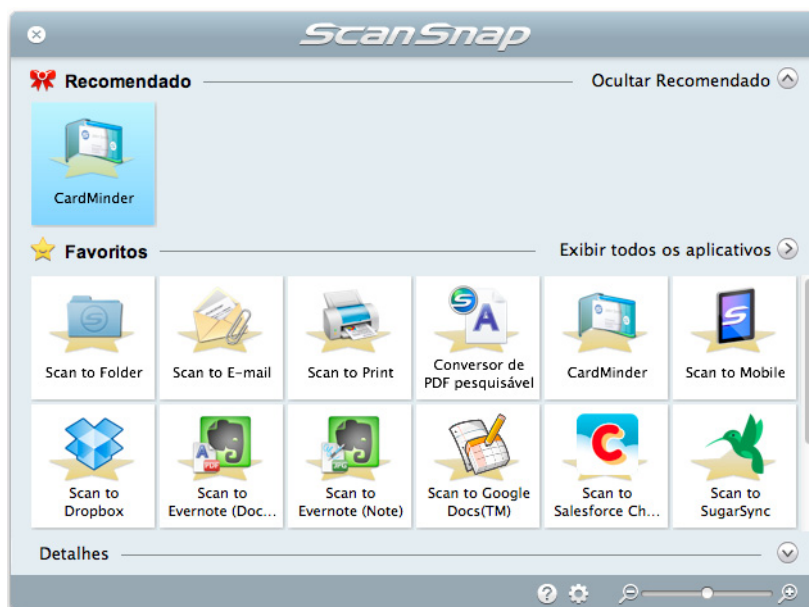 ScanSnap
Recomendado
Ocultar Recomendado
CardMinder
Favoritos
Exibir todos os aplicativos
Scan to Folder
Scan to E-mail
Scan to Print
Conversor de
PDF pesquisável
CardMinder
Scan to Mobile
Scan to
Dropbox
Scan to
Evernote (Doc...
Scan to
Evernote (Note)
Scan to Google
Docs(TM)
Scan to
Salesforce Ch...
Scan to
SugarSync
Detalhes